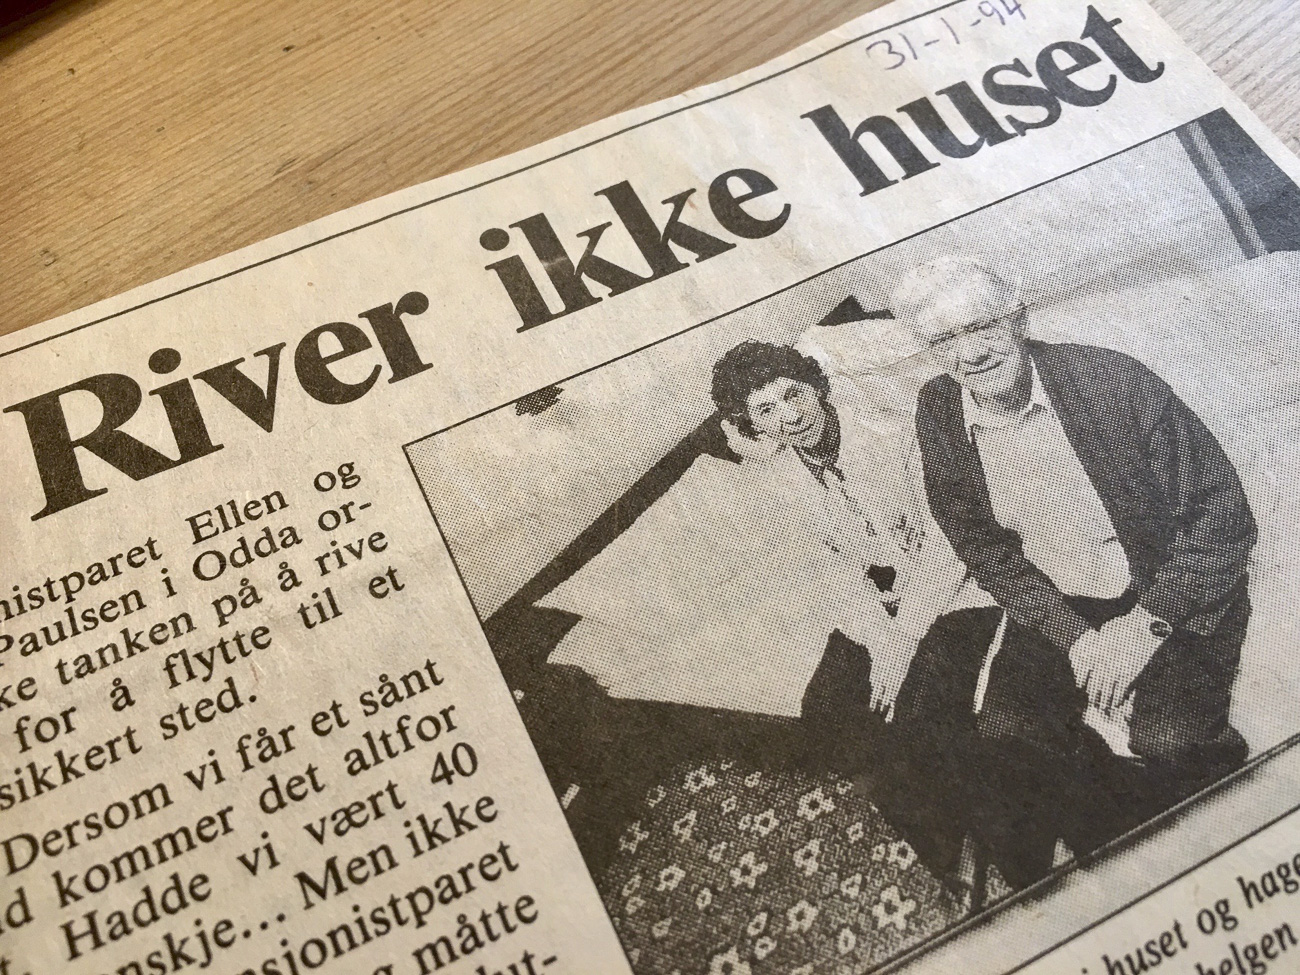 31-1-94
River ikke huset
nistparet Ellen og
Paulsen i Odda or-
ke tanken på å rive
for å flytte til et
sikkert sted.
Dersom vi får et sånt
kommer det altfor
Hadde vi vært 40
nskje... Men ikke
nsjonistparet
måtte
i huset og hage
helgen